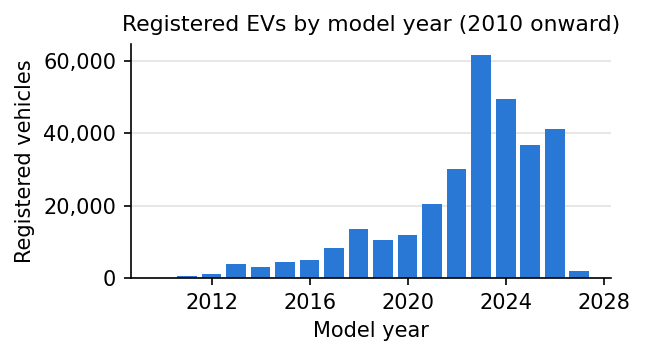 Registered EVs by model year (2010 onward)
Registered vehicles
60,000
40,000
20,000
0
2012 2016 2020 2024 2028
Model year